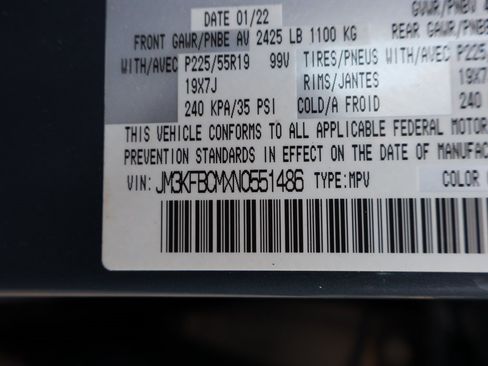 DATE 01/22
GVWR/PNBV
FRONT GAWR/PNBE AV 2425 LB 1100 KG
REAR GAWR/PNBE
WITH/AVEC P225/55R19 99V TIRES/PNEUS WITH/AVEC P225
19X7J RIMS/JANTES 19X7
240 KPA/35 PSI COLD/A FROID 240
THIS VEHICLE CONFORMS TO ALL APPLICABLE FEDERAL MOTOR
PREVENTION STANDARDS IN EFFECT ON THE DATE OF MANUFAC
VIN: JM3KFBCMXN0551486 TYPE:MPV COLOR